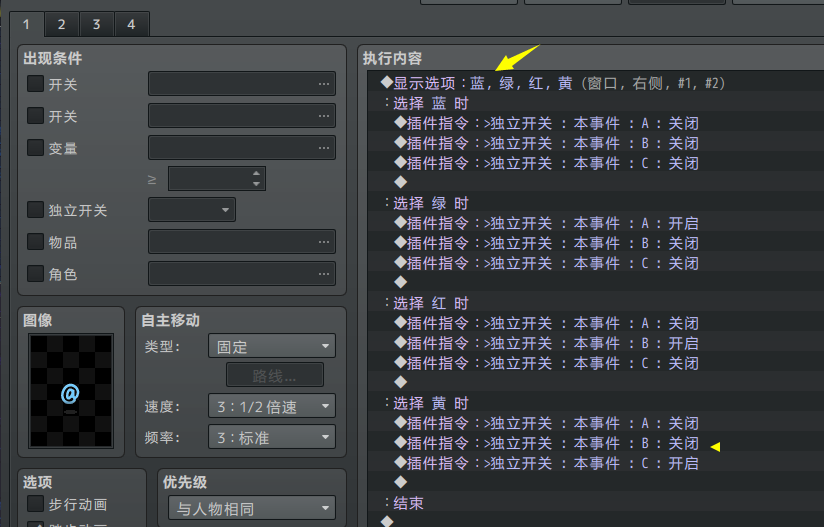 1 2 3 4
出现条件
开关 ...
开关 ...
变量 ...
≥
独立开关
物品 ...
角色 ...
图像
@
自主移动
类型: 固定
路线...
速度: 3:1/2倍速
频率: 3:标准
选项
步行动画
踏步动画
优先级
与人物相同
执行内容
◆显示选项:蓝, 绿, 红, 黄 (窗口, 右侧, #1, #2)
:选择 蓝 时
◆插件指令:>独立开关 : 本事件 : A : 关闭
◆插件指令:>独立开关 : 本事件 : B : 关闭
◆插件指令:>独立开关 : 本事件 : C : 关闭
◆
:选择 绿 时
◆插件指令:>独立开关 : 本事件 : A : 开启
◆插件指令:>独立开关 : 本事件 : B : 关闭
◆插件指令:>独立开关 : 本事件 : C : 关闭
◆
:选择 红 时
◆插件指令:>独立开关 : 本事件 : A : 关闭
◆插件指令:>独立开关 : 本事件 : B : 开启
◆插件指令:>独立开关 : 本事件 : C : 关闭
◆
:选择 黄 时
◆插件指令:>独立开关 : 本事件 : A : 关闭
◆插件指令:>独立开关 : 本事件 : B : 关闭
◆插件指令:>独立开关 : 本事件 : C : 开启
◆
:结束
◆